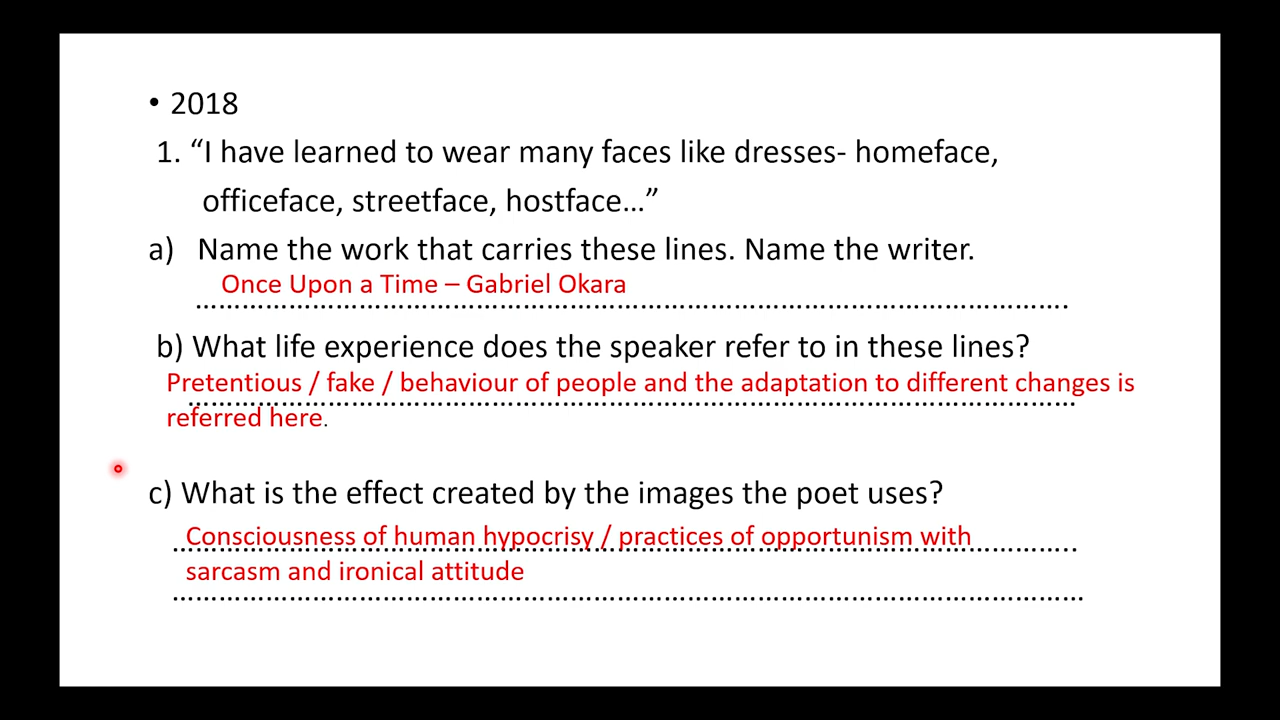 • 2018
1. “I have learned to wear many faces like dresses- homeface,
officeface, streetface, hostface…”
a) Name the work that carries these lines. Name the writer.
Once Upon a Time – Gabriel Okara
……………………………………………………………………………………………….
b) What life experience does the speaker refer to in these lines?
Pretentious / fake / behaviour of people and the adaptation to different changes is
…………………………………………………………………………………………………
referred here.
c) What is the effect created by the images the poet uses?
Consciousness of human hypocrisy / practices of opportunism with
…………………………………………………………………………………………………..
sarcasm and ironical attitude
……………………………………………………………………………………………………